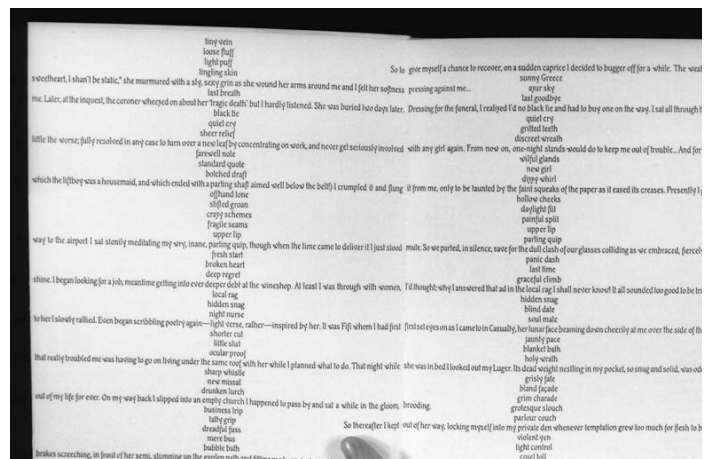 tiny vein
loose fluff
light puff
tingling skin
So to give myself a chance to recover, on a sudden caprice I decided to bugger off for a while. The
sweetheart, I shan't be static," she murmured with a sly, sexy grin as she wound her arms around me and I felt her softness pressing against me...
last breath
sunny Greece
azur sky
last goodbye
me. Later, at the inquest, the coroner wheezed on about her 'tragic death' but I hardly listened. She was buried two days later. Dressing for the funeral, I realized I'd no black tie and had to buy one on the way. I sat all through
black tie
quiet cry
sheer relief
quiet cry
gritted teeth
discreet wreath
little the worse; fully resolved in any case to turn over a new leaf by concentrating on work, and never get seriously involved with any girl again. From now on, one-night stands would do to keep me out of trouble... And for
farewell note
standard quote
botched draft
wilful glands
new girl
dizzy whirl
which the liftboy was a housemaid, and which ended with a parting shaft aimed well below the belt!) I crumpled it and flung it from me, only to be taunted by the faint squeaks of the paper as it eased its creases. Presently I
offhand tone
stifled groan
crazy schemes
fragile seams
upper lip
hollow cheeks
daylight flit
painful split
upper lip
parting quip
way to the airport I sat stonily meditating my wry, inane, parting quip, though when the time came to deliver it I just stood mute. So we parted, in silence, save for the dull clash of our glasses colliding as we embraced, fiercely
fresh start
broken heart
deep regret
panic dash
last time
graceful climb
shine. I began looking for a job, meantime getting into ever deeper debt at the wineshop. At least I was through with women, I'd thought; why I answered that ad in the local rag I shall never know! It all sounded too good to be
local rag
hidden snag
night nurse
hidden snag
blind date
soul mate
to her I slowly rallied. Even began scribbling poetry again—light verse, rather—inspired by her. It was Fifi whom I had first first set eyes on as I came to in Casualty, her lunar face beaming down cheerily at me over the side of
shorter cut
little slut
ocular proof
jaunty pace
blanket bath
holy wrath
that really troubled me was having to go on living under the same roof with her while I planned what to do. That night while she was in bed I looked out my Luger. Its dead weight nestling in my pocket, so snug and solid, was
sharp whistle
new missal
drunken lurch
grisly fate
bland façade
grim charade
out of my life for ever. On my way back I slipped into an empty church I happened to pass by and sat a while in the gloom, brooding.
business trip
tatty grip
dreadful fuss
mere bus
bubble bath
grotesque slouch
parlour couch
So thereafter I kept out of her way, locking myself into my private den whenever temptation grew too much for flesh to
violent yen
tight control
cruel toll
brakes screeching, in front of her semi, slumping on the garden path and